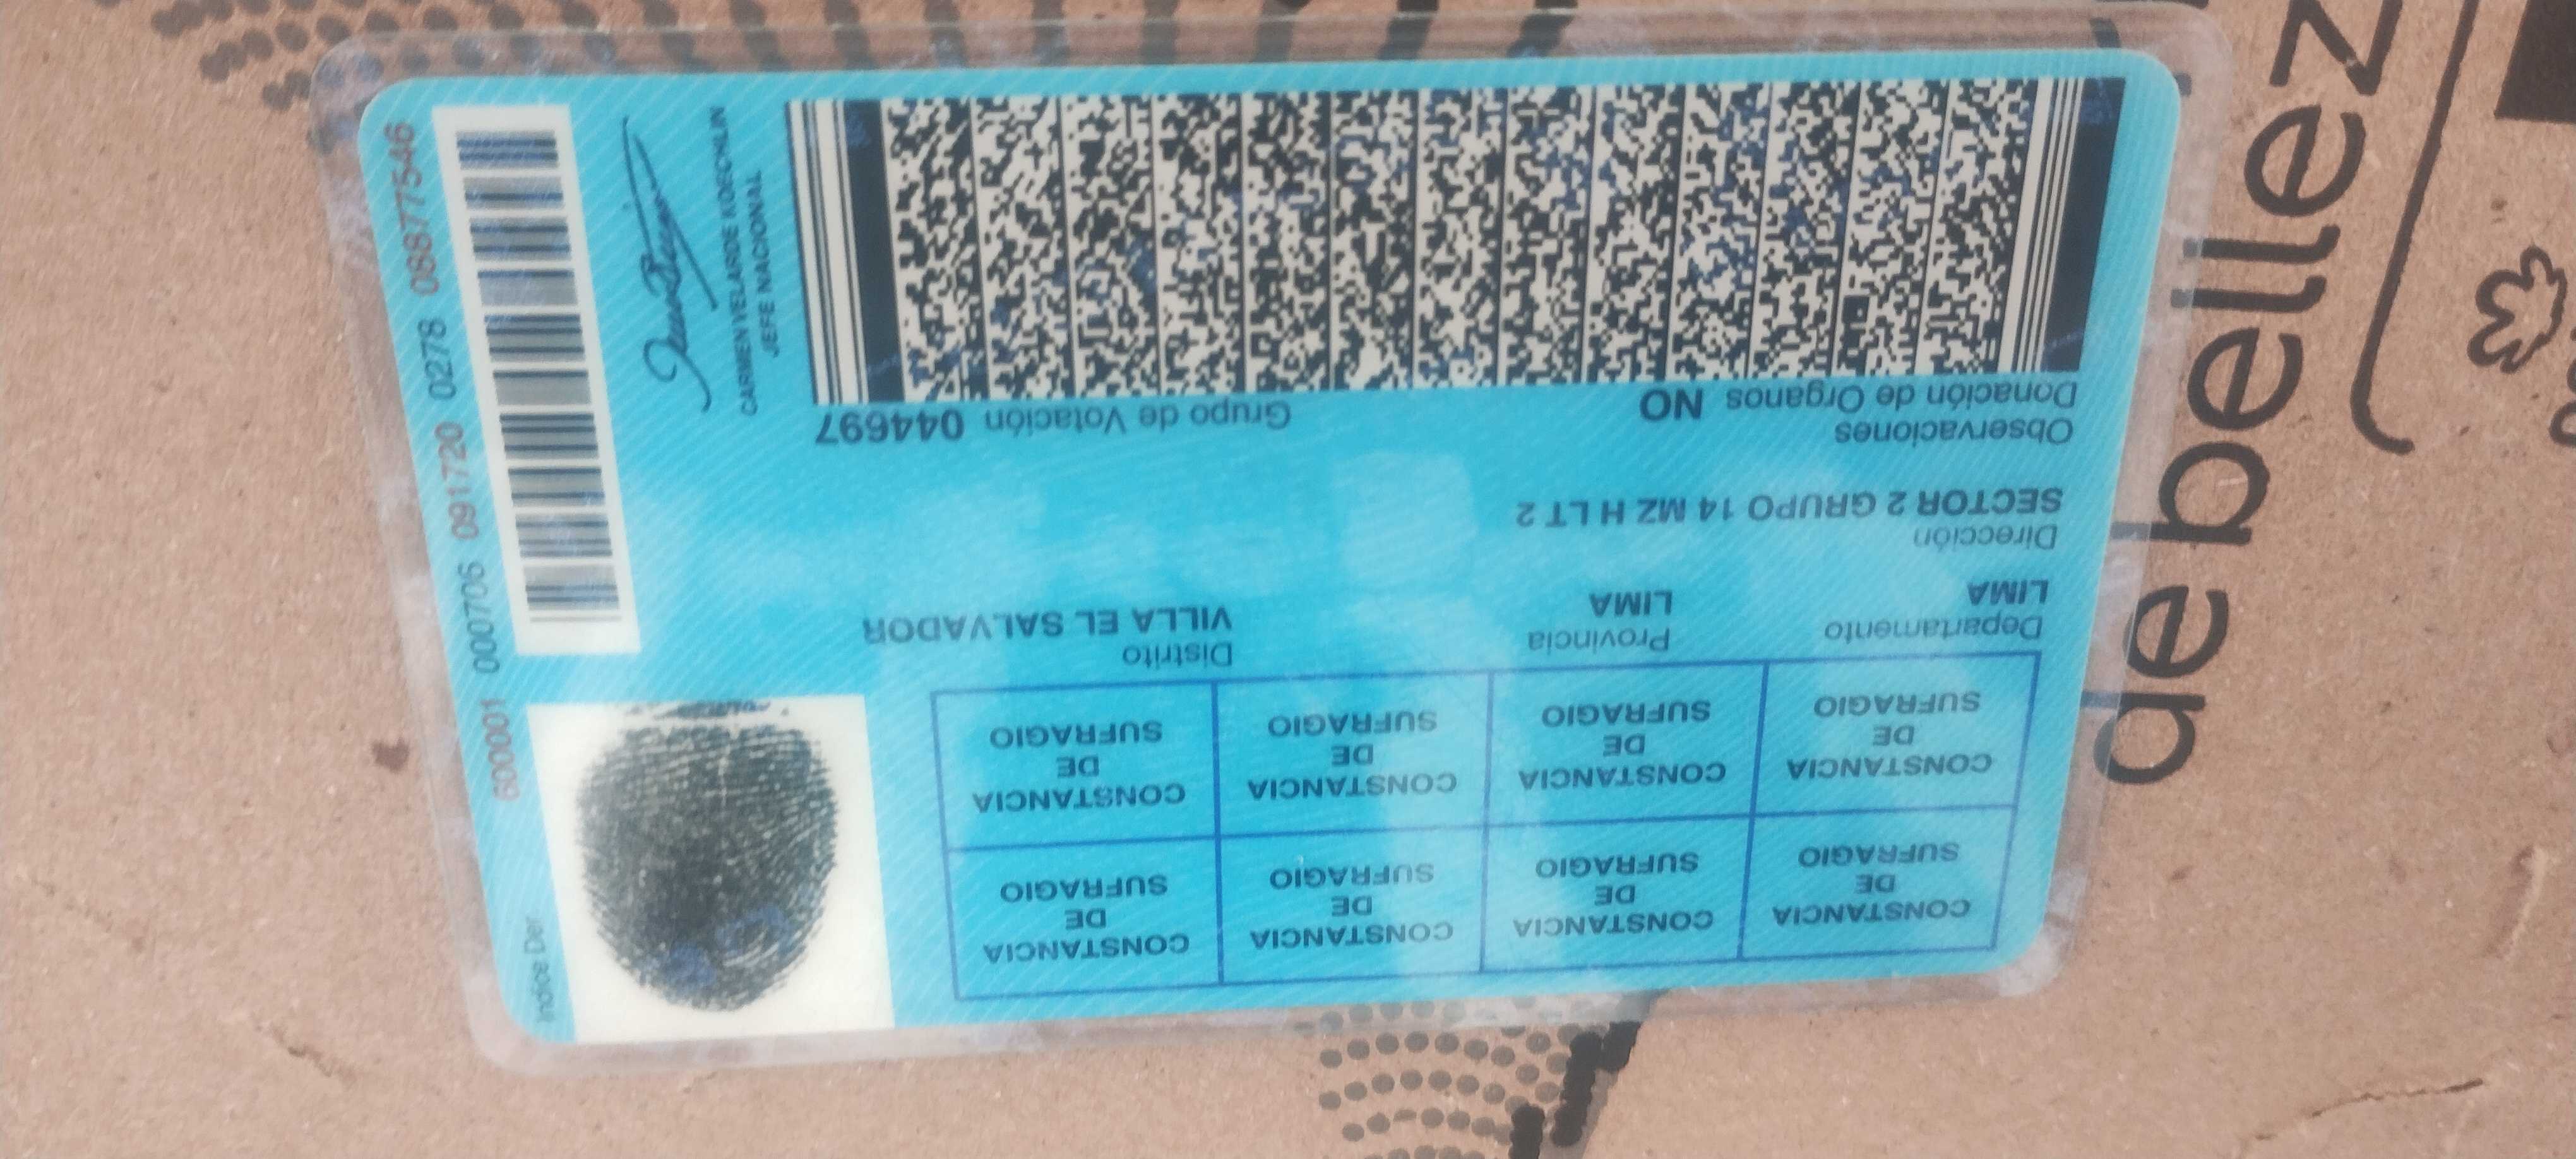 CONSTANCIA DE SUFRAGIO
CONSTANCIA DE SUFRAGIO
CONSTANCIA DE SUFRAGIO
CONSTANCIA DE SUFRAGIO
CONSTANCIA DE SUFRAGIO
CONSTANCIA DE SUFRAGIO
CONSTANCIA DE SUFRAGIO
CONSTANCIA DE SUFRAGIO
Departamento
LIMA
Provincia
LIMA
Distrito
VILLA EL SALVADOR
Dirección
SECTOR 2 GRUPO 14 MZ H LT 2
Observaciones
Donación de Organos NO
Grupo de Votación 044697
Indice Der
600001 000706 091720 0278 08877546
CARMEN VELARDE KOECHLIN
JEFE NACIONAL
de bellez